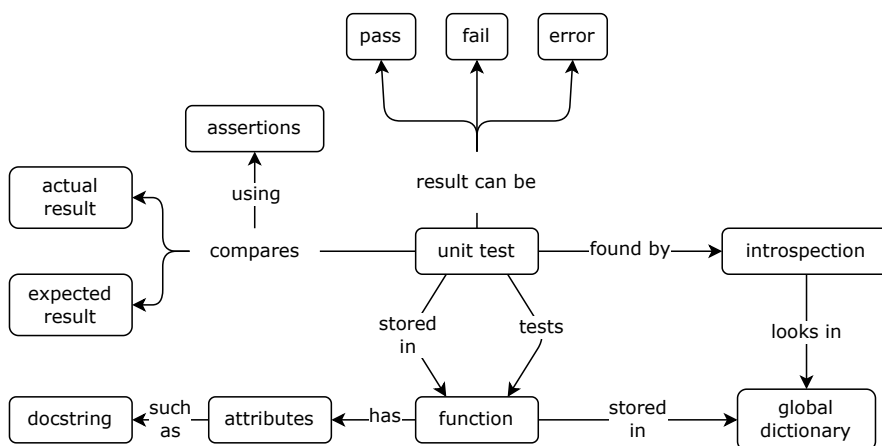 pass
fail
error
assertions
result can be
actual
result
using
compares
unit test
found by
introspection
expected
result
stored
in
tests
looks in
docstring
such
as
attributes
has
function
stored
in
global
dictionary